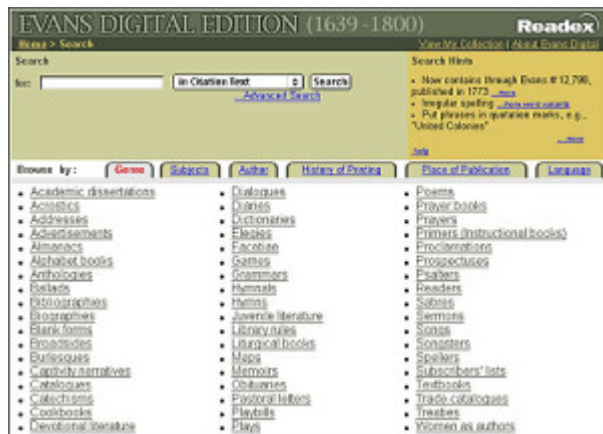 EVANS DIGITAL EDITION (1639-1800)
Readex
Home > Search
View My Collection | About Evans Digital
Search
for:
in Citation Text
Search
Advanced Search
Search Hints
• Now contains through Evans # 12,798, published in 1773 ...more
• Irregular spelling
• Put phrases in quotation marks, e.g., "United Colonies"
...more
help
Browse by:
Genre
Subjects
Author
History of Printing
Place of Publication
Language
Academic dissertations
Acrostics
Addresses
Advertisements
Almanacs
Alphabet books
Anthologies
Ballads
Bibliographies
Biographies
Blank forms
Broadsides
Burlesques
Captivity narratives
Catalogues
Catechisms
Cookbooks
Devotional literature
Dialogues
Diaries
Dictionaries
Elegies
Facetiae
Games
Grammars
Hymnals
Hymns
Juvenile literature
Library rules
Liturgical books
Maps
Memoirs
Obituaries
Pastoral letters
Playbills
Plays
Poems
Prayer books
Prayers
Primers (Instructional books)
Proclamations
Prospectuses
Psalters
Readers
Satires
Sermons
Songs
Songsters
Spellers
Subscribers' lists
Textbooks
Trade catalogues
Treaties
Women as authors